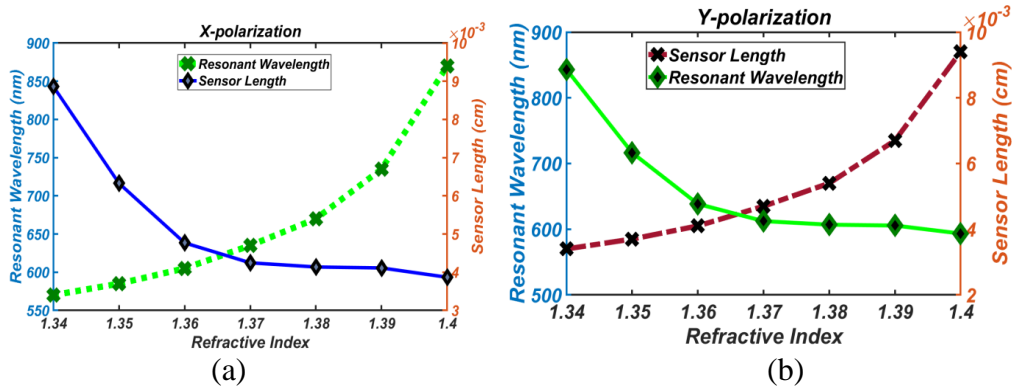 X-polarization
×10⁻³
Resonant Wavelength (nm)
900
850
800
750
700
650
600
550
Resonant Wavelength
Sensor Length
10
9
8
7
6
5
4
3
Sensor Length (cm)
1.34 1.35 1.36 1.37 1.38 1.39 1.4
Refractive Index
(a)
Y-polarization
×10⁻³
Resonant Wavelength (nm)
900
800
700
600
500
Sensor Length
Resonant Wavelength
10
8
6
4
2
Sensor Length (cm)
1.34 1.35 1.36 1.37 1.38 1.39 1.4
Refractive Index
(b)